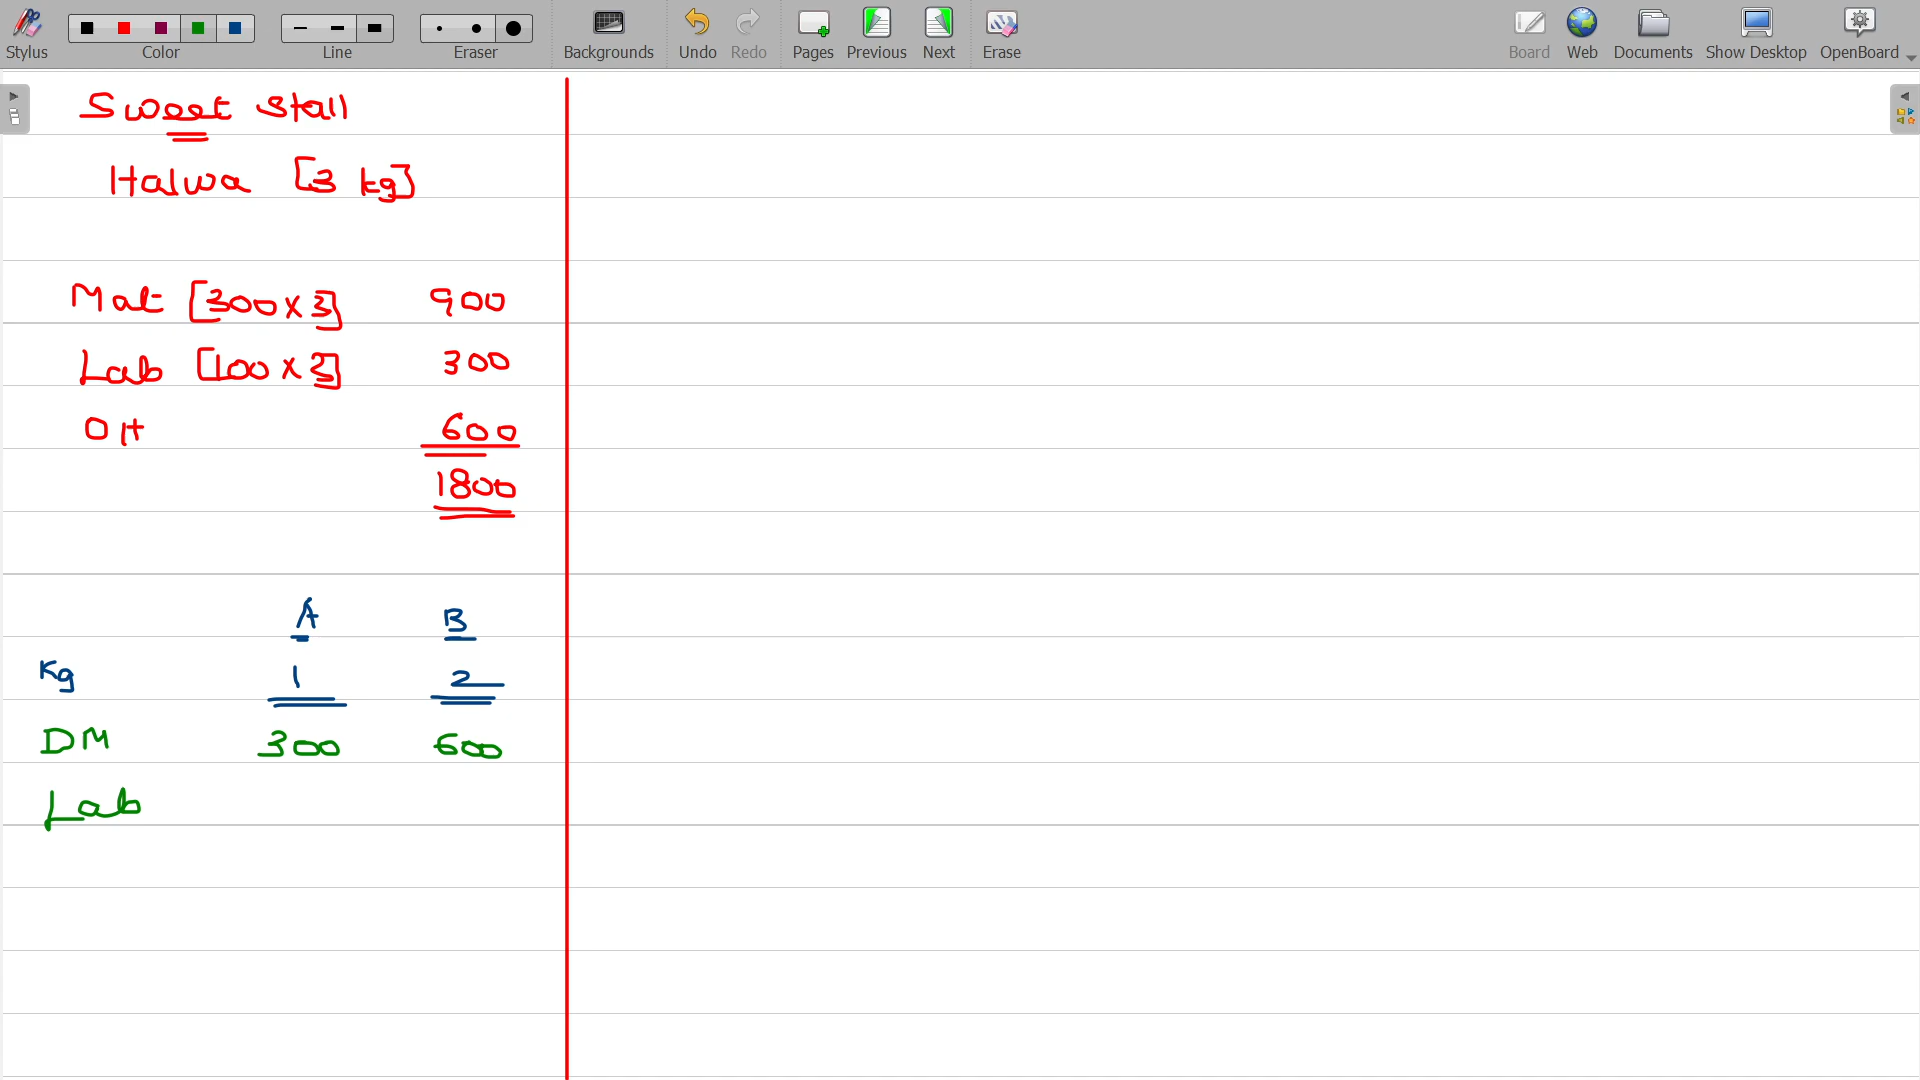 Stylus Color Line Eraser Backgrounds Undo Redo Pages Previous Next Erase Board Web Documents Show Desktop OpenBoard
Sweet Stall
Halwa [3 kg]
Mat [300 x 3] 900
Lab [100 x 3] 300
OH 600
1800
A B
Kg 1 2
DM 300 600
Lab